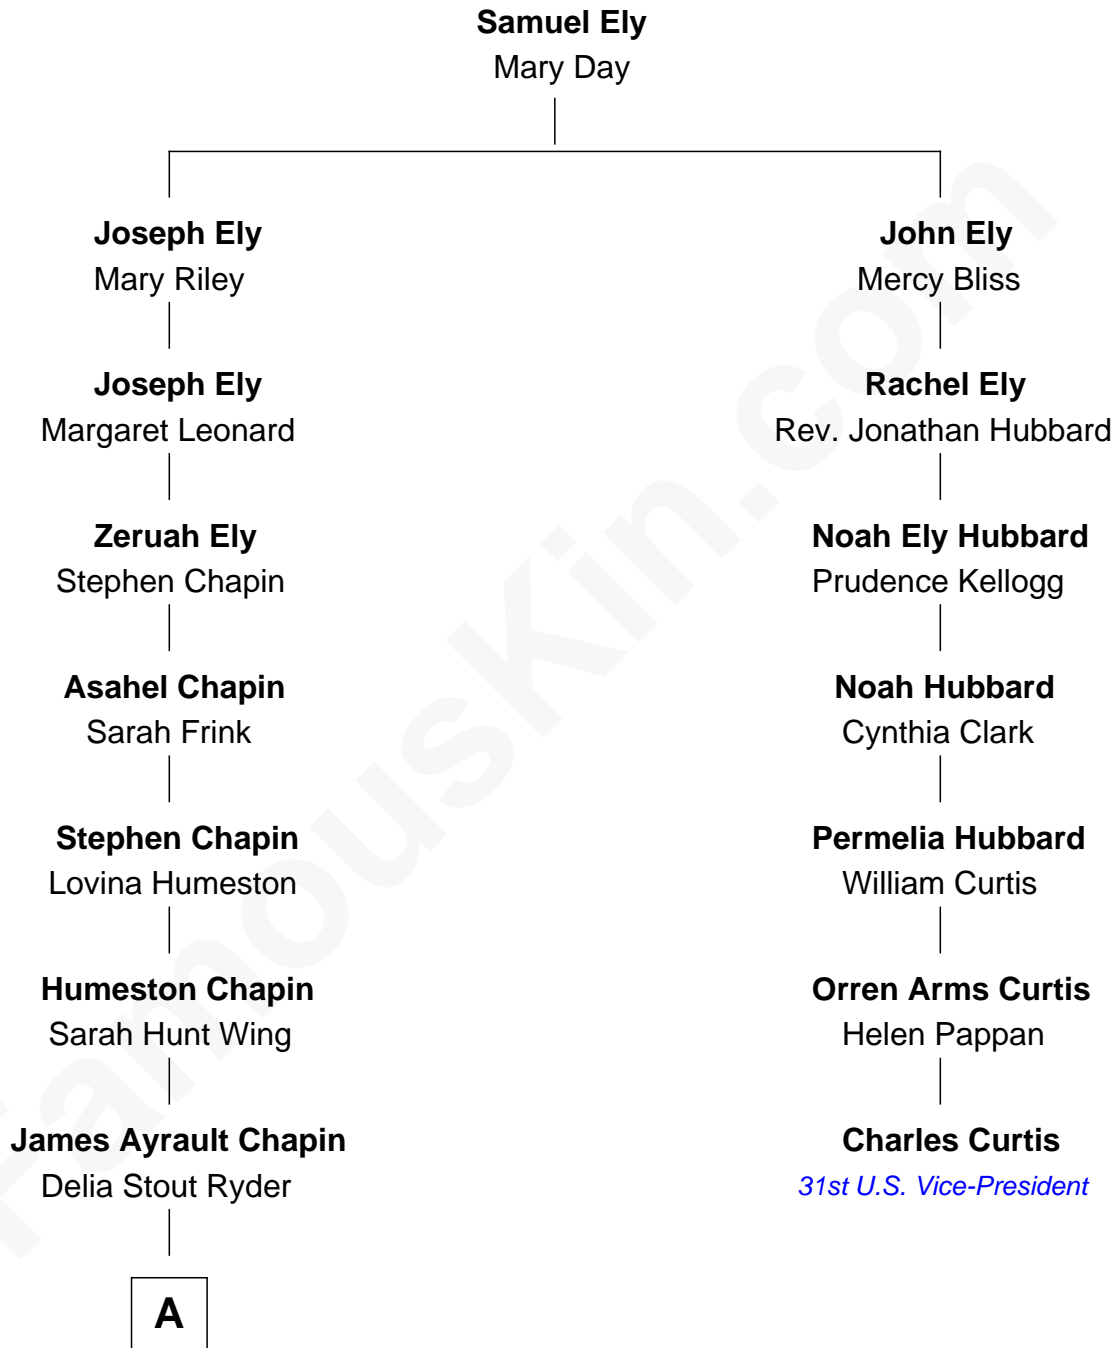 Samuel Ely
Mary Day
Joseph Ely
Mary Riley
John Ely
Mercy Bliss
Joseph Ely
Margaret Leonard
Rachel Ely
Rev. Jonathan Hubbard
Zeruah Ely
Stephen Chapin
Noah Ely Hubbard
Prudence Kellogg
Asahel Chapin
Sarah Frink
Noah Hubbard
Cynthia Clark
Stephen Chapin
Lovina Humeston
Permelia Hubbard
William Curtis
Humeston Chapin
Sarah Hunt Wing
Orren Arms Curtis
Helen Pappan
James Ayrault Chapin
Delia Stout Ryder
Charles Curtis
31st U.S. Vice-President
A
FamousKin.com